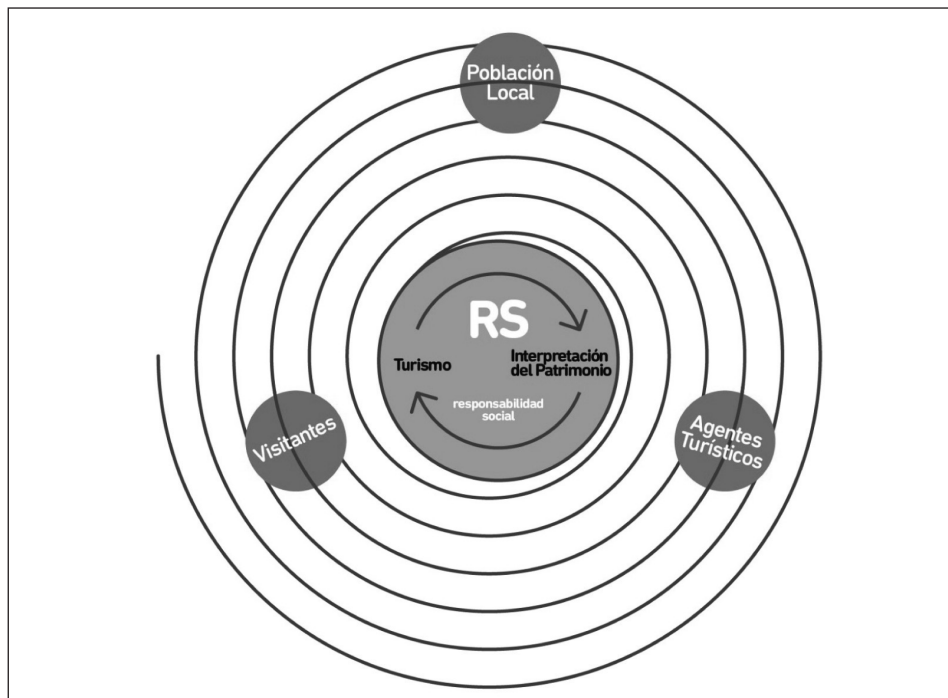 Población
Local
RS
Turismo
Interpretación
del Patrimonio
responsabilidad
social
Visitantes
Agentes
Turísticos